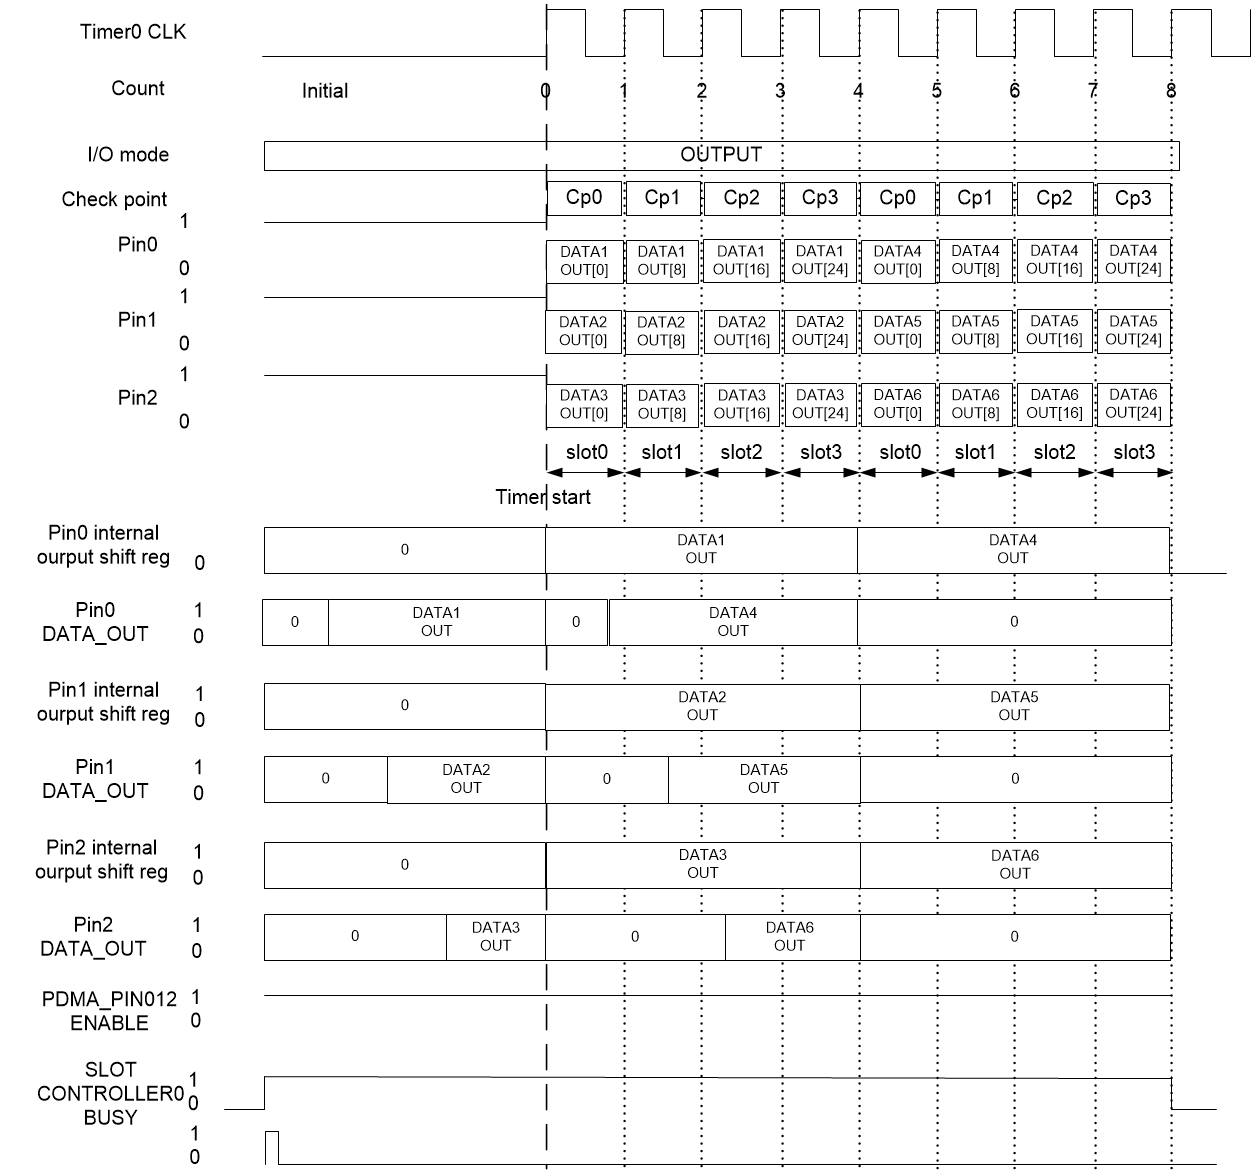 Timer0 CLK
Count Initial 0 1 2 3 4 5 6 7 8
I/O mode OUTPUT
Check point Cp0 Cp1 Cp2 Cp3 Cp0 Cp1 Cp2 Cp3
1
Pin0
0
DATA1 DATA1 DATA1 DATA1 DATA4 DATA4 DATA4 DATA4
OUT[0] OUT[8] OUT[16] OUT[24] OUT[0] OUT[8] OUT[16] OUT[24]
1
Pin1
0
DATA2 DATA2 DATA2 DATA2 DATA5 DATA5 DATA5 DATA5
OUT[0] OUT[8] OUT[16] OUT[24] OUT[0] OUT[8] OUT[16] OUT[24]
1
Pin2
0
DATA3 DATA3 DATA3 DATA3 DATA6 DATA6 DATA6 DATA6
OUT[0] OUT[8] OUT[16] OUT[24] OUT[0] OUT[8] OUT[16] OUT[24]
slot0 slot1 slot2 slot3 slot0 slot1 slot2 slot3
Timer start
Pin0 internal
ourput shift reg
0
0
DATA1
OUT
DATA4
OUT
Pin0
DATA_OUT
1
0
0
DATA1
OUT
0
DATA4
OUT
0
Pin1 internal
ourput shift reg
1
0
0
DATA2
OUT
DATA5
OUT
Pin1
DATA_OUT
1
0
0
DATA2
OUT
0
DATA5
OUT
0
Pin2 internal
ourput shift reg
1
0
0
DATA3
OUT
DATA6
OUT
Pin2
DATA_OUT
1
0
0
DATA3
OUT
0
DATA6
OUT
0
PDMA_PIN012
ENABLE
1
0
SLOT
CONTROLLER0
BUSY
1
0
1
0